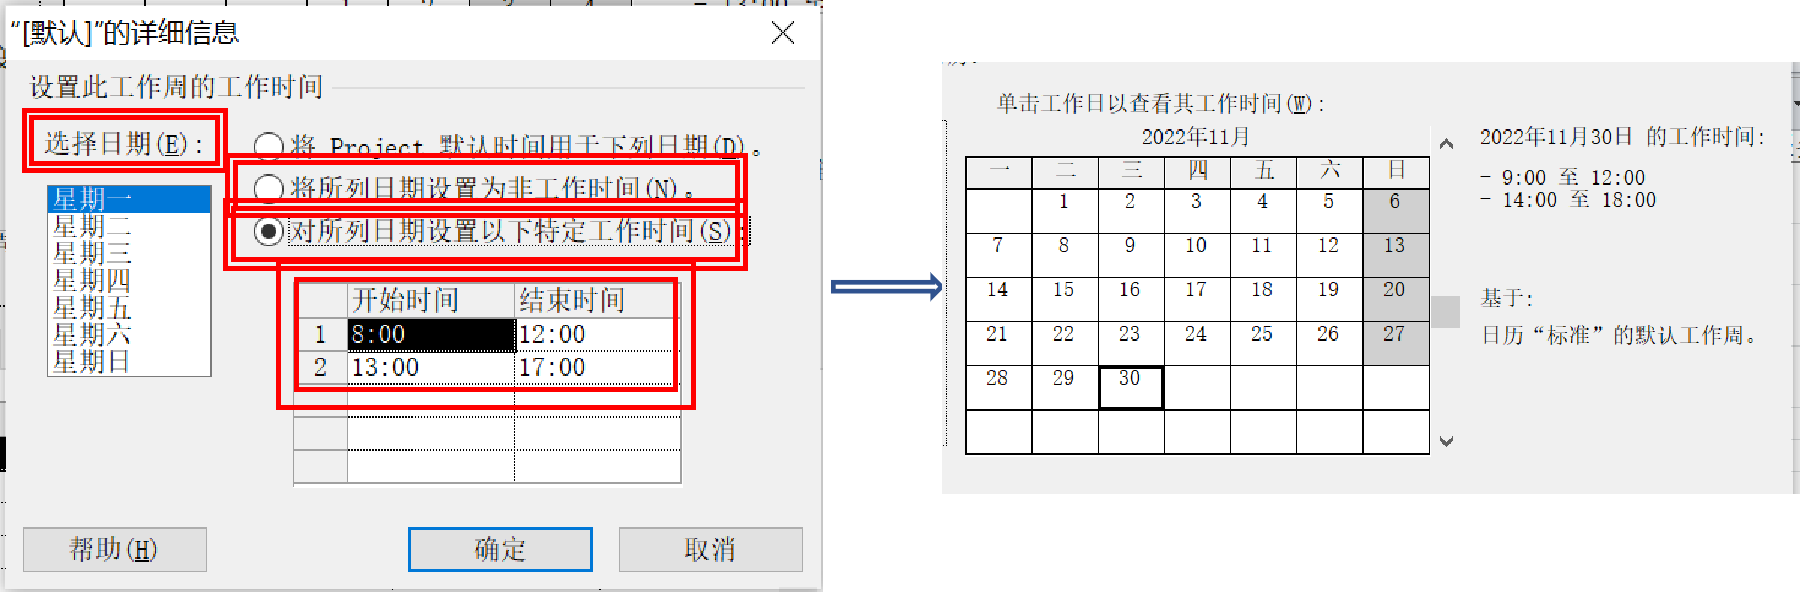 “[默认]”的详细信息
设置此工作周的工作时间
选择日期(E):
将 Project 默认时间用于下列日期(D)。
将所列日期设置为非工作时间(N)。
对所列日期设置以下特定工作时间(S):
星期一
星期二
星期三
星期四
星期五
星期六
星期日
开始时间 结束时间
1 8:00 12:00
2 13:00 17:00
帮助(H) 确定 取消
单击工作日以查看其工作时间(W):
2022年11月
一 二 三 四 五 六 日
1 2 3 4 5 6
7 8 9 10 11 12 13
14 15 16 17 18 19 20
21 22 23 24 25 26 27
28 29 30
2022年11月30日 的工作时间:
- 9:00 至 12:00
- 14:00 至 18:00
基于:
日历“标准”的默认工作周。